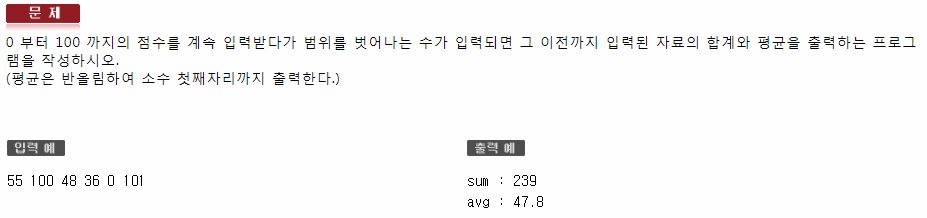 문 제
0 부터 100 까지의 점수를 계속 입력받다가 범위를 벗어나는 수가 입력되면 그 이전까지 입력된 자료의 합계와 평균을 출력하는 프로그
램을 작성하시오.
(평균은 반올림하여 소수 첫째자리까지 출력한다.)
입력 예
55 100 48 36 0 101
출력 예
sum : 239
avg : 47.8